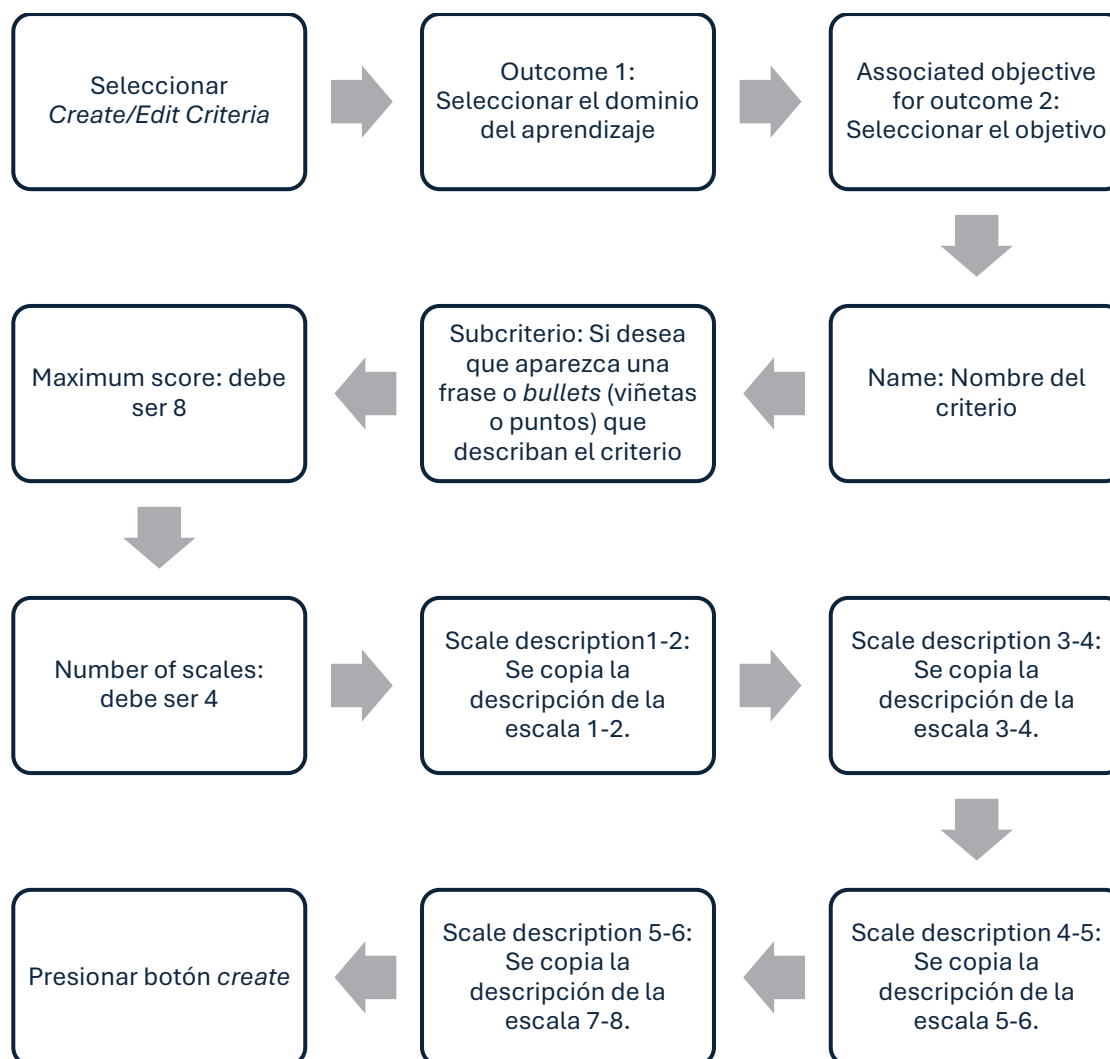 Seleccionar
Create/Edit Criteria
Outcome 1:
Seleccionar el dominio
del aprendizaje
Associated objective
for outcome 2:
Seleccionar el objetivo
Name: Nombre del
criterio
Subcriterio: Si desea
que aparezca una
frase o bullets (viñetas
o puntos) que
describan el criterio
Maximum score: debe
ser 8
Number of scales:
debe ser 4
Scale description1-2:
Se copia la
descripción de la
escala 1-2.
Scale description 3-4:
Se copia la
descripción de la
escala 3-4.
Scale description 4-5:
Se copia la
descripción de la
escala 5-6.
Scale description 5-6:
Se copia la
descripción de la
escala 7-8.
Presionar botón create